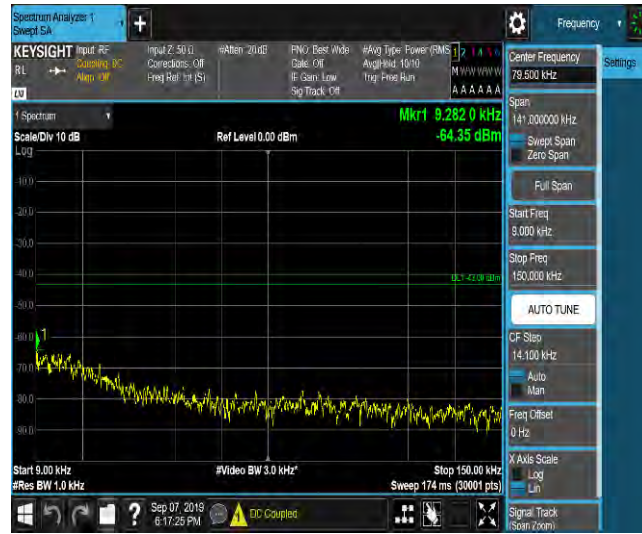 Spectrum Analyzer 1
Swept SA
Frequency
KEYSIGHT
RL
Input: RF
Coupling: DC
Align: Off
Input Z: 50 Ω
Corrections: Off
Freq Ref: Int (S)
#Atten: 20 dB
PNO: Best Wide
Gate: Off
IF Gain: Low
Sig Track: Off
#Avg Type: Power (RMS
Avg|Hold: 10/10
Trig: Free Run
1 2
M W W W W W
A A A A A A
1 Spectrum
Scale/Div 10 dB
Log
Ref Level 0.00 dBm
Mkr1 9.282 0 kHz
-64.35 dBm
-10.0
-20.0
-30.0
-40.0
-50.0
-60.0
-70.0
-80.0
-90.0
1
Start 9.00 kHz
#Res BW 1.0 kHz
#Video BW 3.0 kHz*
Stop 150.00 kHz
Sweep 174 ms (30001 pts)
Sep 07, 2019
6:17:25 PM
DC Coupled
Settings
Center Frequency
79.500 kHz
Span
141.000000 kHz
Swept Span
Zero Span
Full Span
Start Freq
9.000 kHz
Stop Freq
150.000 kHz
AUTO TUNE
CF Step
14.100 kHz
Auto
Man
Freq Offset
0 Hz
X Axis Scale
Log
Lin
Signal Track
(Span Zoom)